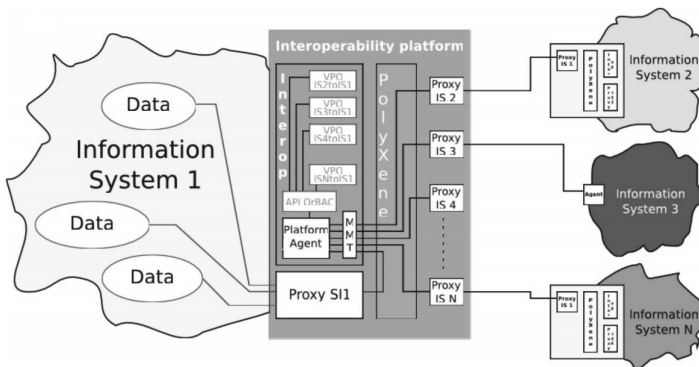 Interoperability platform
Data
Information
System 1
Data
Data
Interop
VPO
IS2toIS1
VPO
IS3toIS1
VPO
IS4toIS1
VPO
ISNtoIS1
API OrBAC
Platform
Agent
MMT
PolyXene
Proxy SI1
Proxy
IS 2
Proxy
IS 3
Proxy
IS 4
Proxy
IS N
Proxy
IS 1
PolyXene
Information
System 2
Agent
Information
System 3
Proxy
IS 1
PolyXene
Information
System N